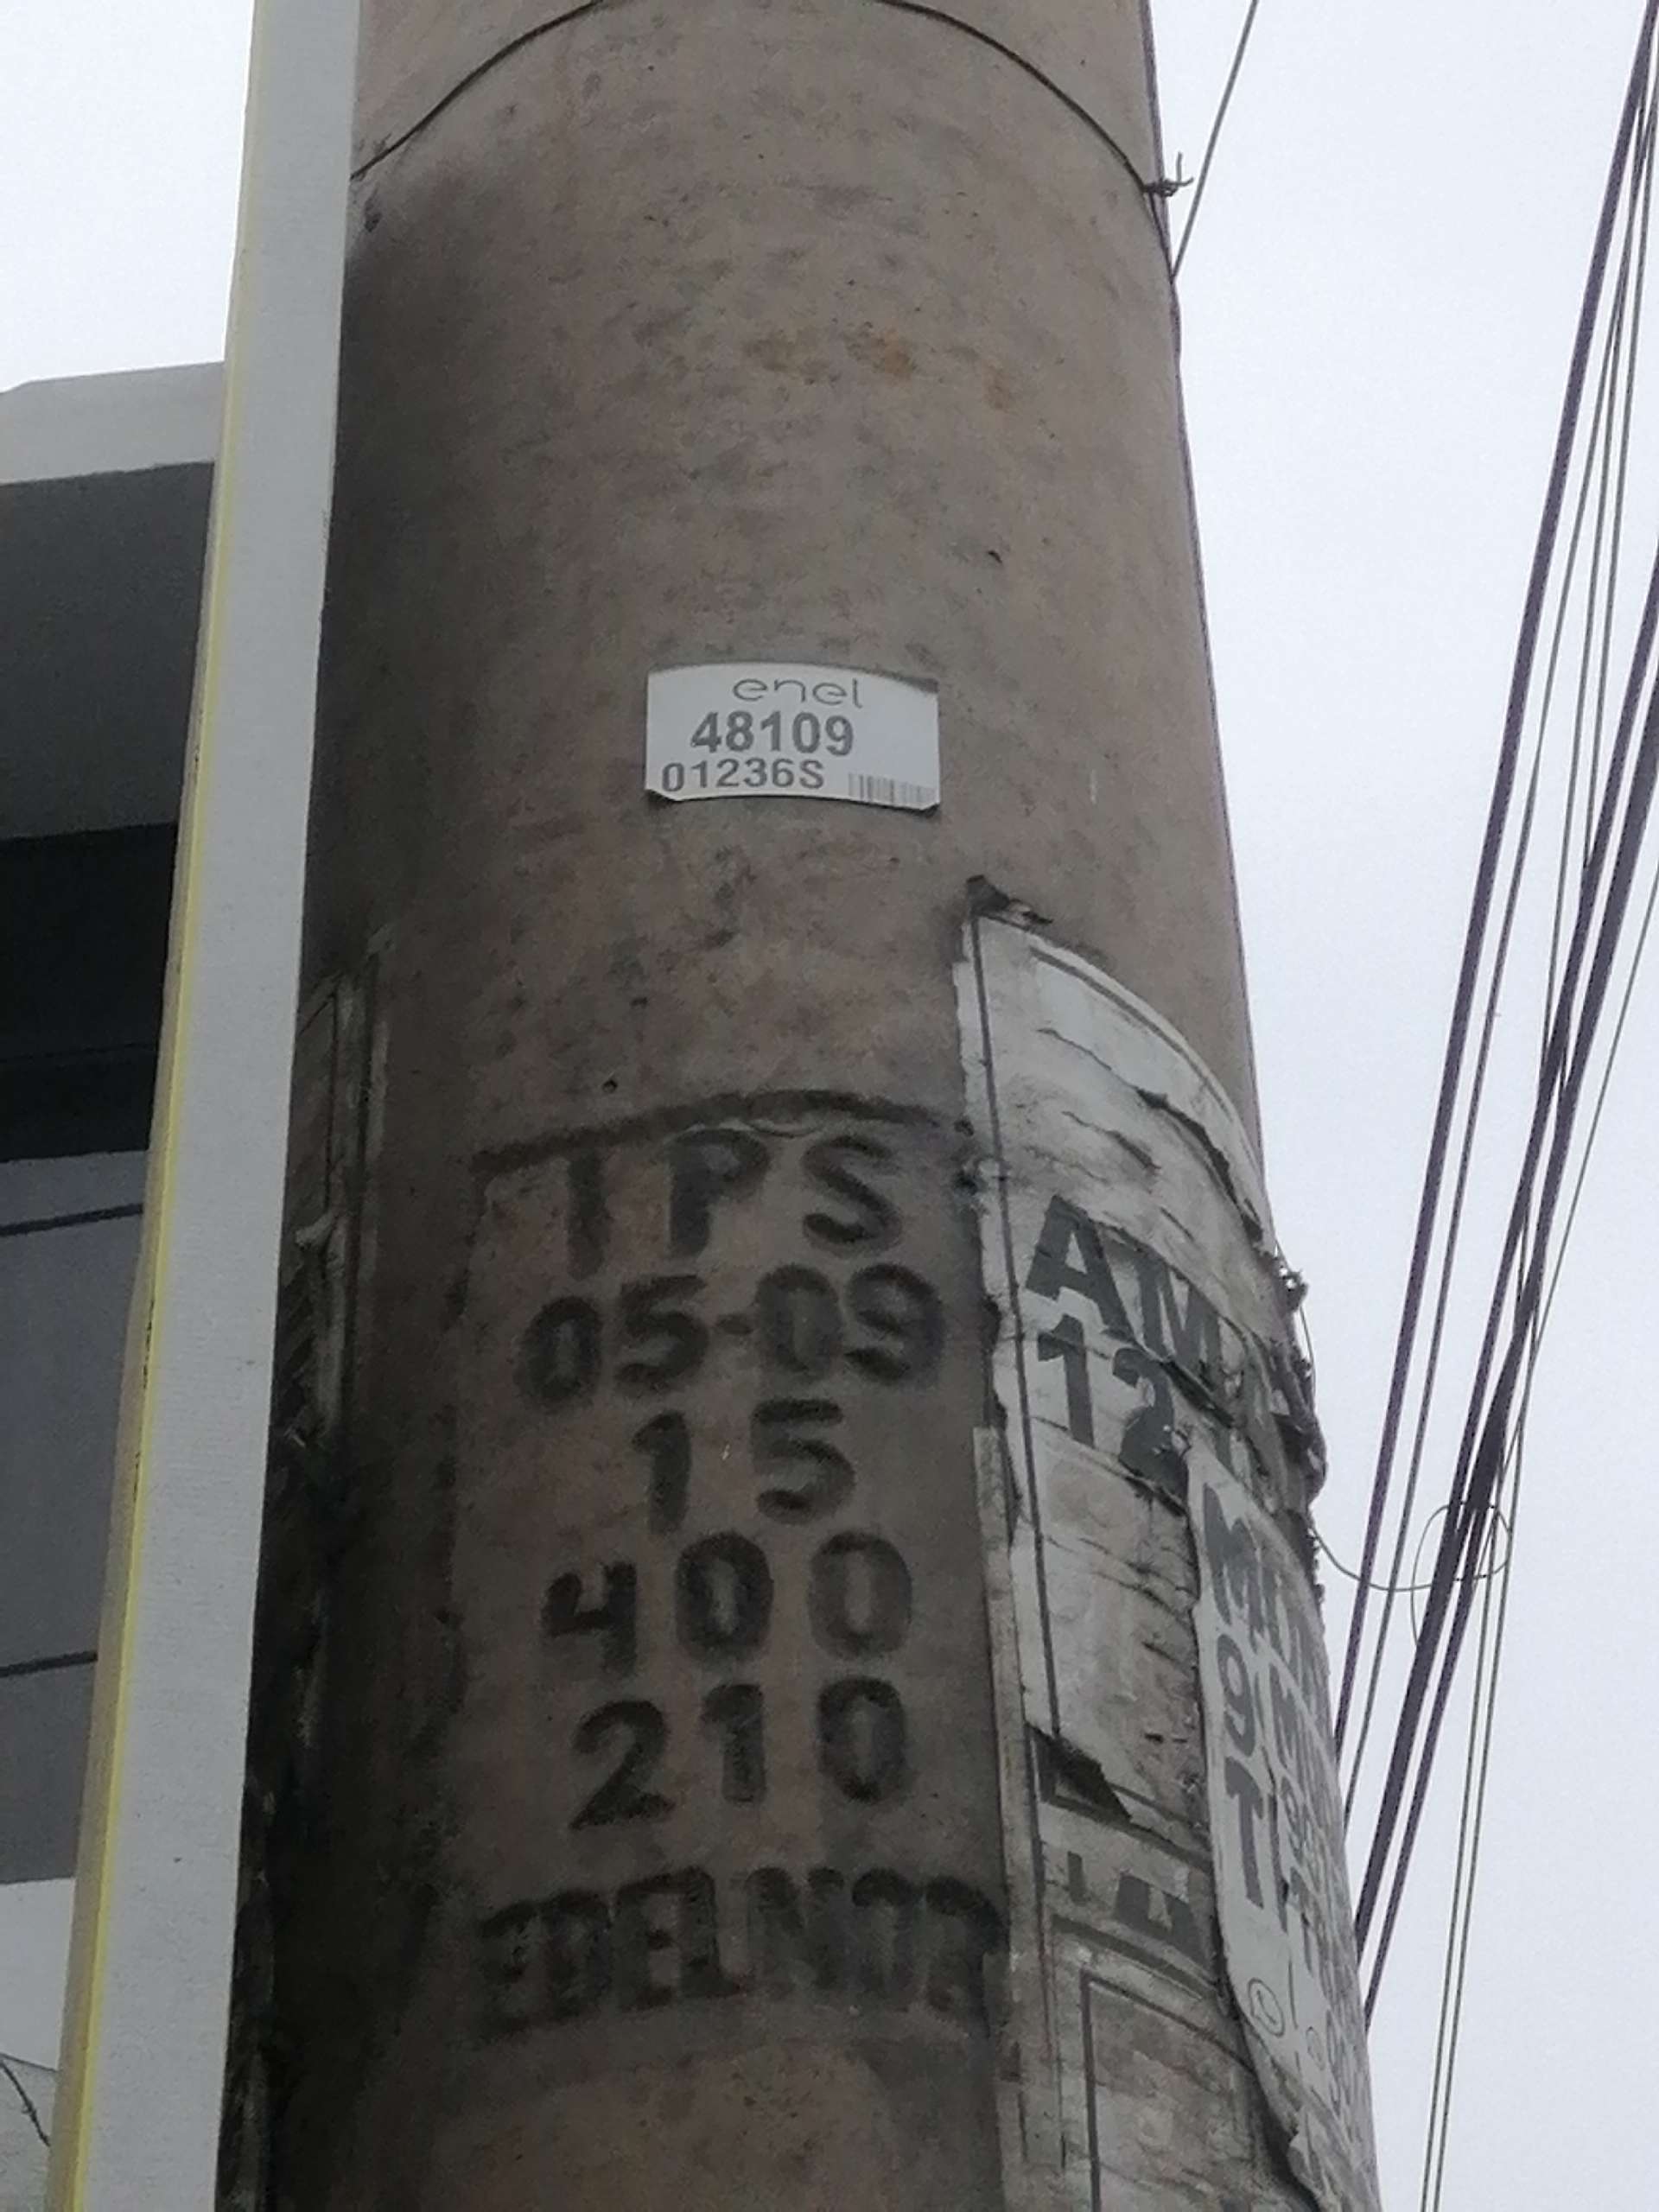 enel
48109
01236S
TPS
05-09
15
400
210
EDELNOR
AM
12